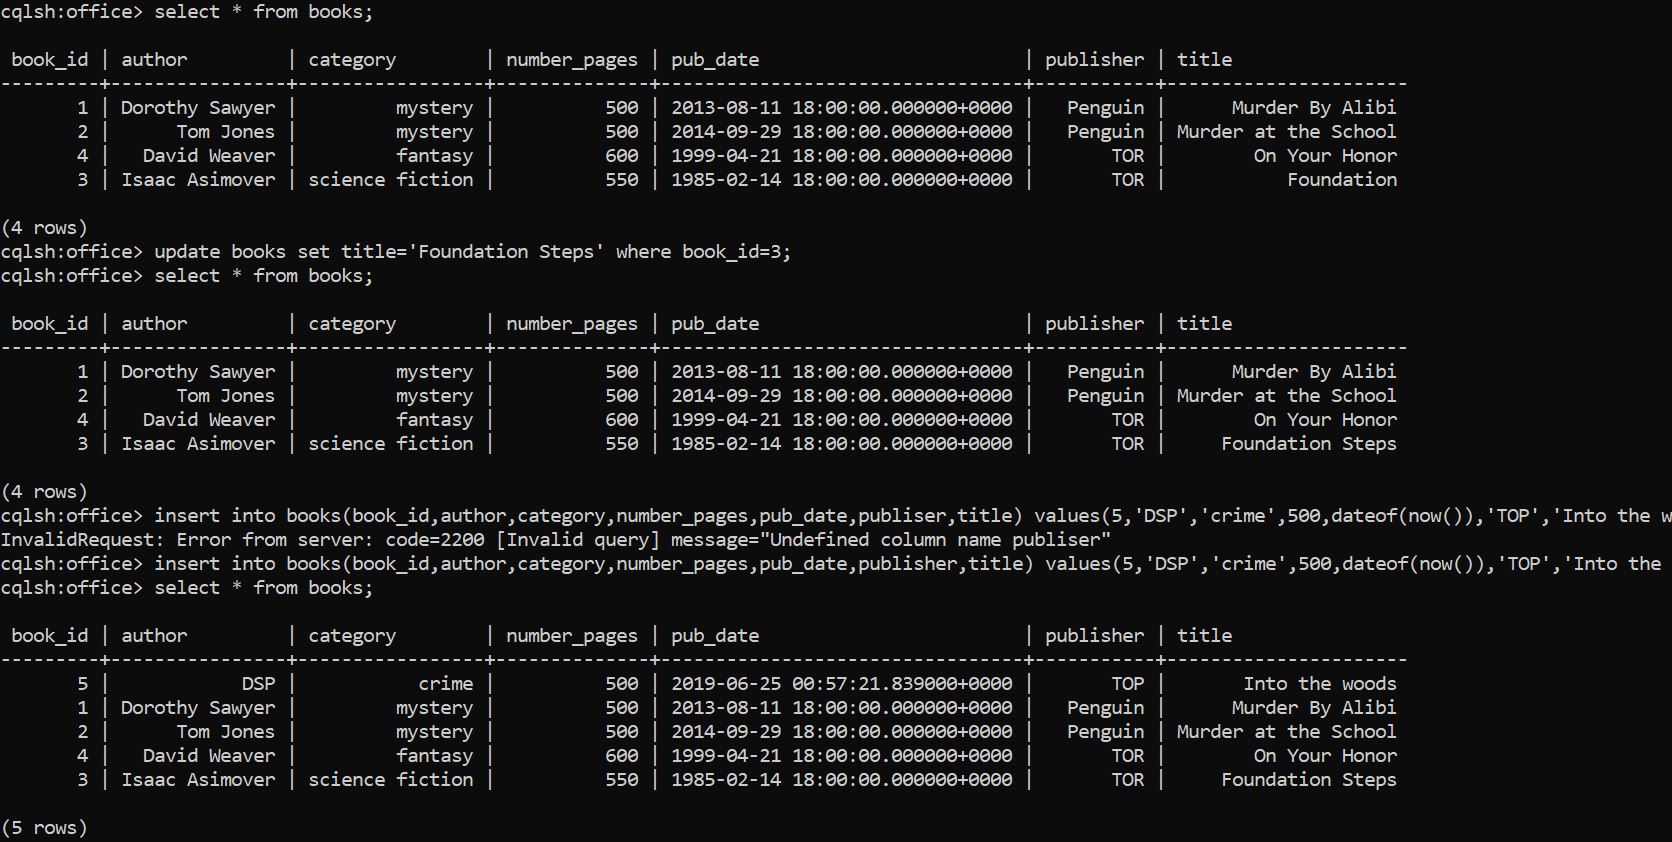 cqlsh:office> select * from books;
book_id | author | category | number_pages | pub_date | publisher | title
---------+----------------+-----------------+--------------+---------------------------------+-----------+----------------------
1 | Dorothy Sawyer | mystery | 500 | 2013-08-11 18:00:00.000000+0000 | Penguin | Murder By Alibi
2 | Tom Jones | mystery | 500 | 2014-09-29 18:00:00.000000+0000 | Penguin | Murder at the School
4 | David Weaver | fantasy | 600 | 1999-04-21 18:00:00.000000+0000 | TOR | On Your Honor
3 | Isaac Asimover | science fiction | 550 | 1985-02-14 18:00:00.000000+0000 | TOR | Foundation
(4 rows)
cqlsh:office> update books set title='Foundation Steps' where book_id=3;
cqlsh:office> select * from books;
book_id | author | category | number_pages | pub_date | publisher | title
---------+----------------+-----------------+--------------+---------------------------------+-----------+----------------------
1 | Dorothy Sawyer | mystery | 500 | 2013-08-11 18:00:00.000000+0000 | Penguin | Murder By Alibi
2 | Tom Jones | mystery | 500 | 2014-09-29 18:00:00.000000+0000 | Penguin | Murder at the School
4 | David Weaver | fantasy | 600 | 1999-04-21 18:00:00.000000+0000 | TOR | On Your Honor
3 | Isaac Asimover | science fiction | 550 | 1985-02-14 18:00:00.000000+0000 | TOR | Foundation Steps
(4 rows)
cqlsh:office> insert into books(book_id,author,category,number_pages,pub_date,publiser,title) values(5,'DSP','crime',500,dateof(now()),'TOP','Into the w
InvalidRequest: Error from server: code=2200 [Invalid query] message="Undefined column name publiser"
cqlsh:office> insert into books(book_id,author,category,number_pages,pub_date,publisher,title) values(5,'DSP','crime',500,dateof(now()),'TOP','Into the
cqlsh:office> select * from books;
book_id | author | category | number_pages | pub_date | publisher | title
---------+----------------+-----------------+--------------+---------------------------------+-----------+----------------------
5 | DSP | crime | 500 | 2019-06-25 00:57:21.839000+0000 | TOP | Into the woods
1 | Dorothy Sawyer | mystery | 500 | 2013-08-11 18:00:00.000000+0000 | Penguin | Murder By Alibi
2 | Tom Jones | mystery | 500 | 2014-09-29 18:00:00.000000+0000 | Penguin | Murder at the School
4 | David Weaver | fantasy | 600 | 1999-04-21 18:00:00.000000+0000 | TOR | On Your Honor
3 | Isaac Asimover | science fiction | 550 | 1985-02-14 18:00:00.000000+0000 | TOR | Foundation Steps
(5 rows)